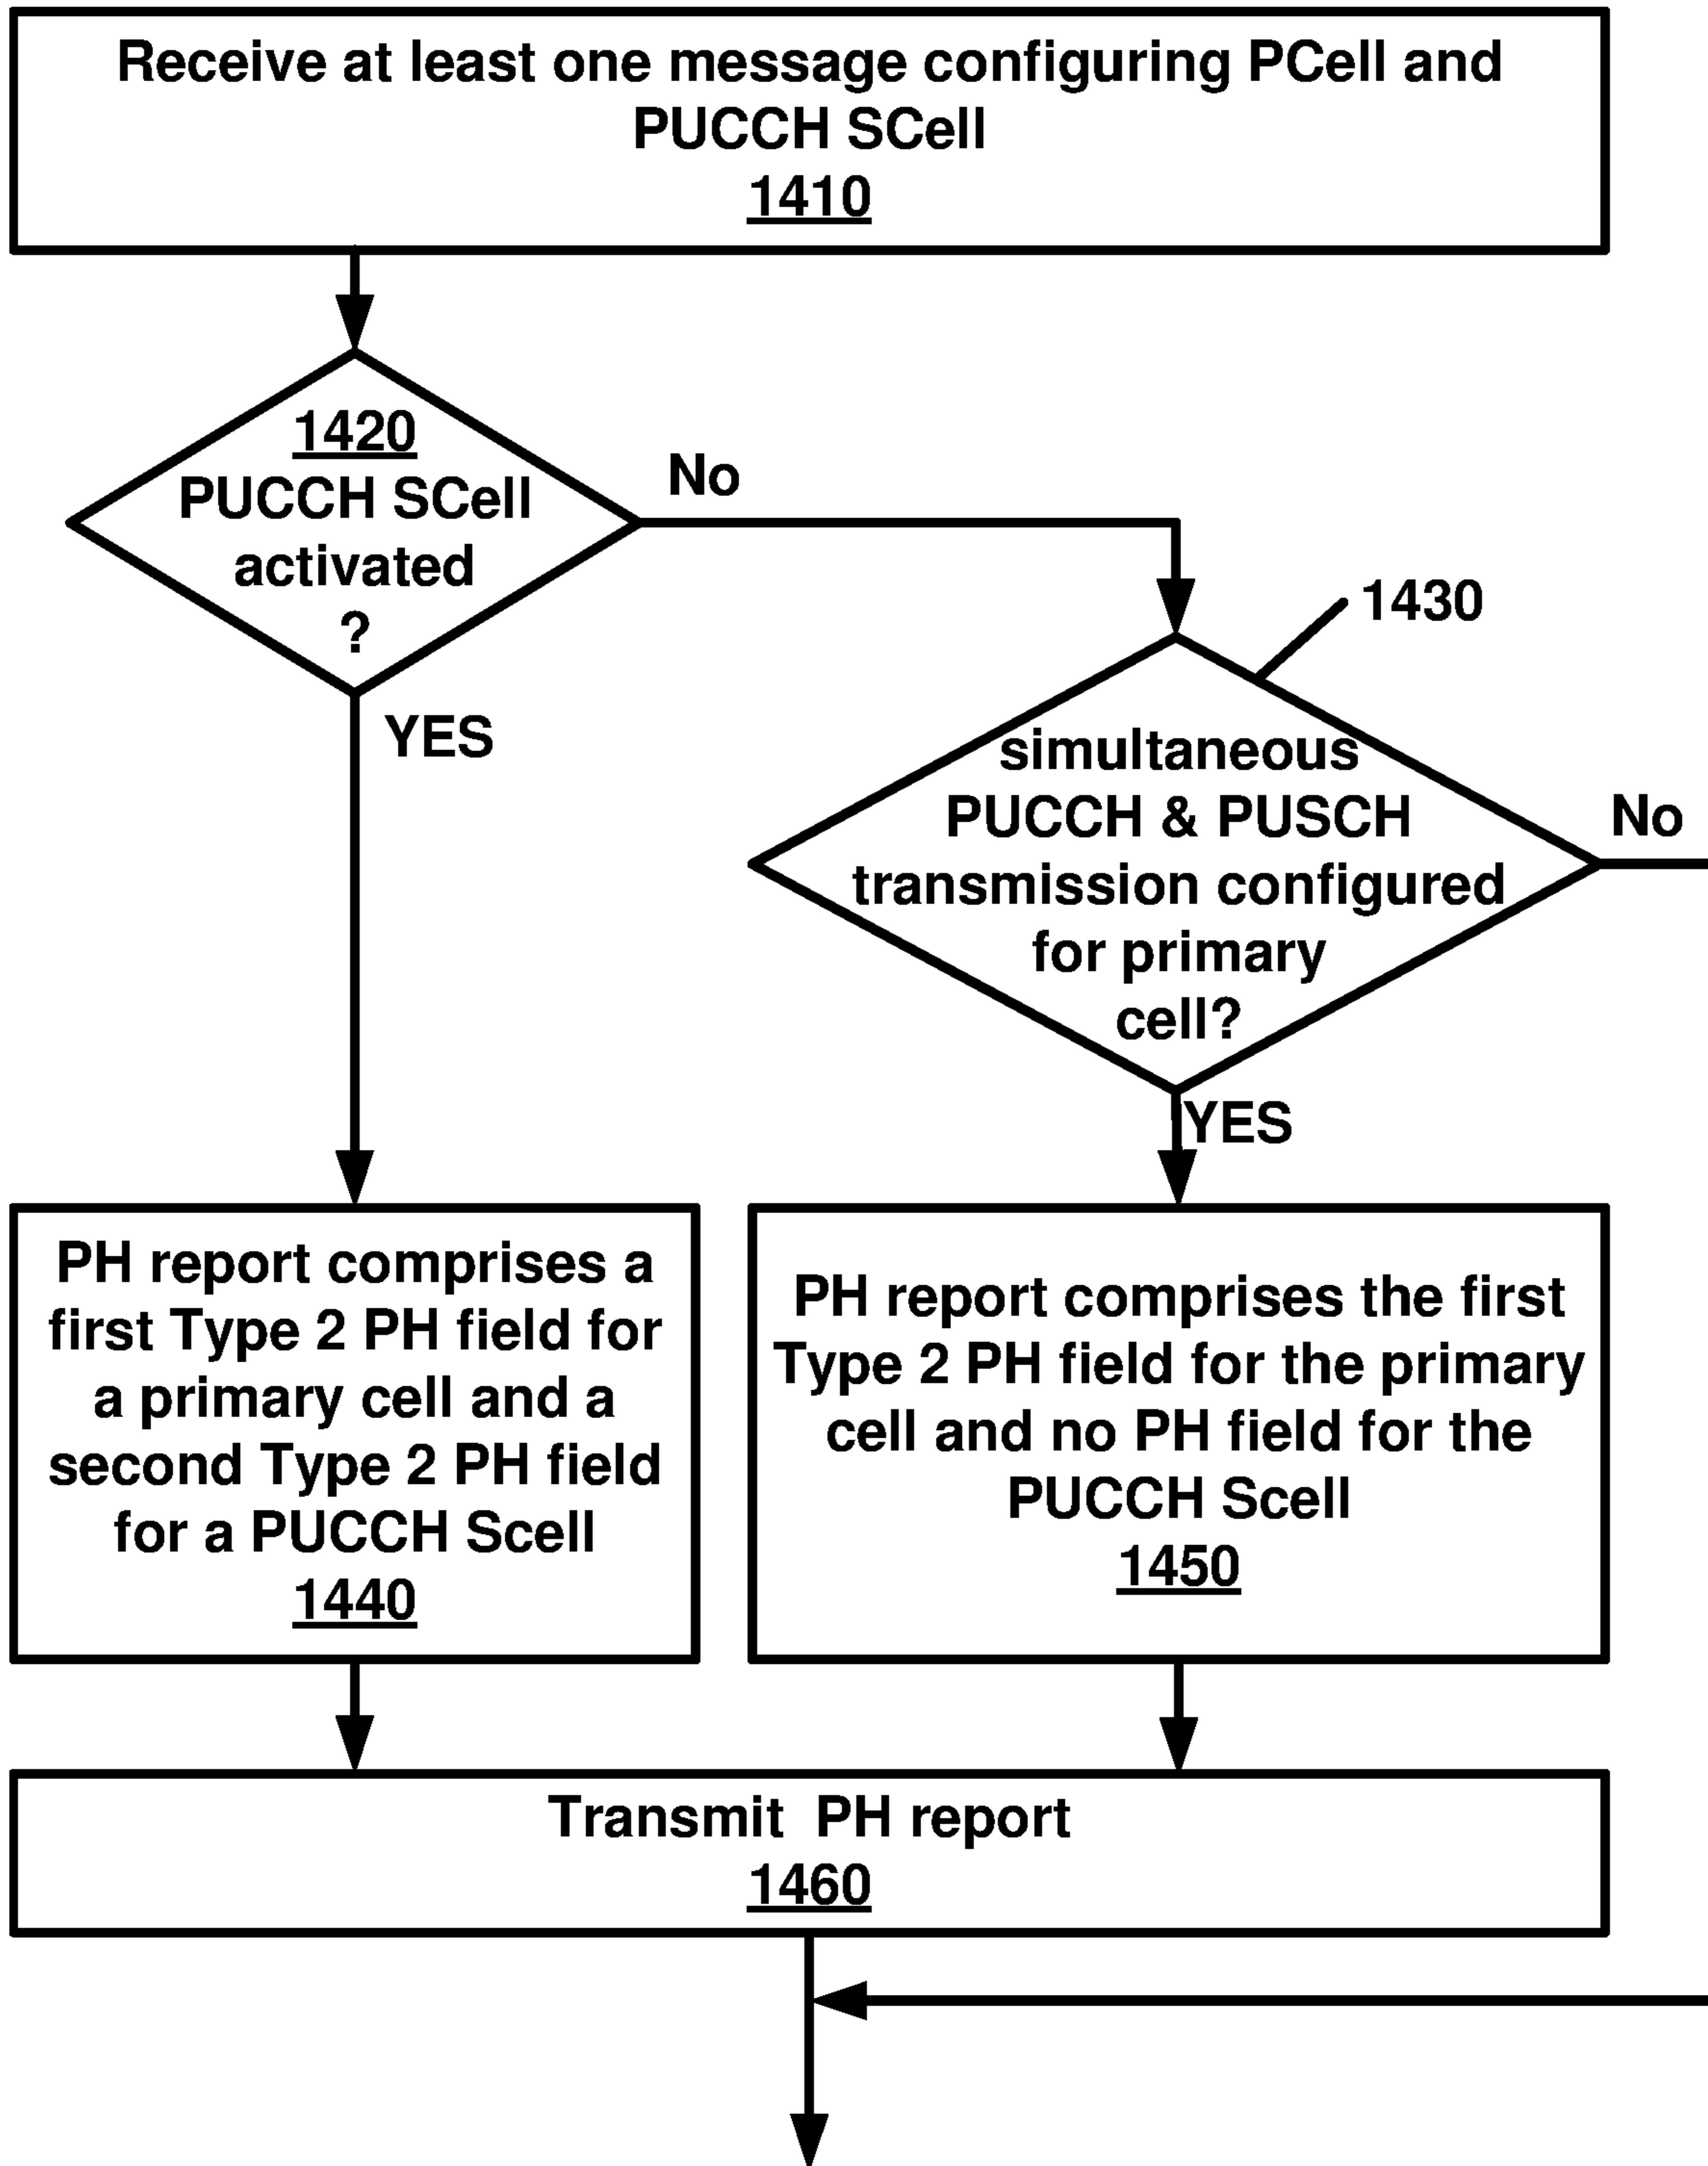 Receive at least one message configuring PCell and
PUCCH SCell
1410
1420
PUCCH SCell
activated
?
No
YES
1430
simultaneous
PUCCH & PUSCH
transmission configured
for primary
cell?
No
YES
PH report comprises a
first Type 2 PH field for
a primary cell and a
second Type 2 PH field
for a PUCCH Scell
1440
PH report comprises the first
Type 2 PH field for the primary
cell and no PH field for the
PUCCH Scell
1450
Transmit PH report
1460